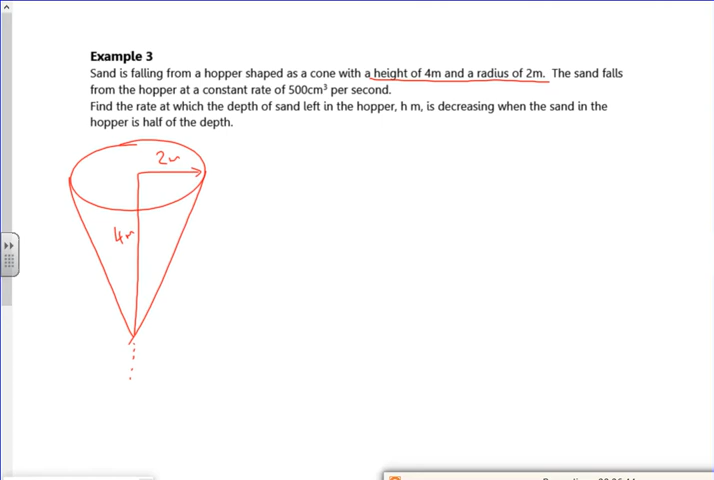 Example 3
Sand is falling from a hopper shaped as a cone with a height of 4m and a radius of 2m. The sand falls
from the hopper at a constant rate of 500cm³ per second.
Find the rate at which the depth of sand left in the hopper, h m, is decreasing when the sand in the
hopper is half of the depth.
2m
4m